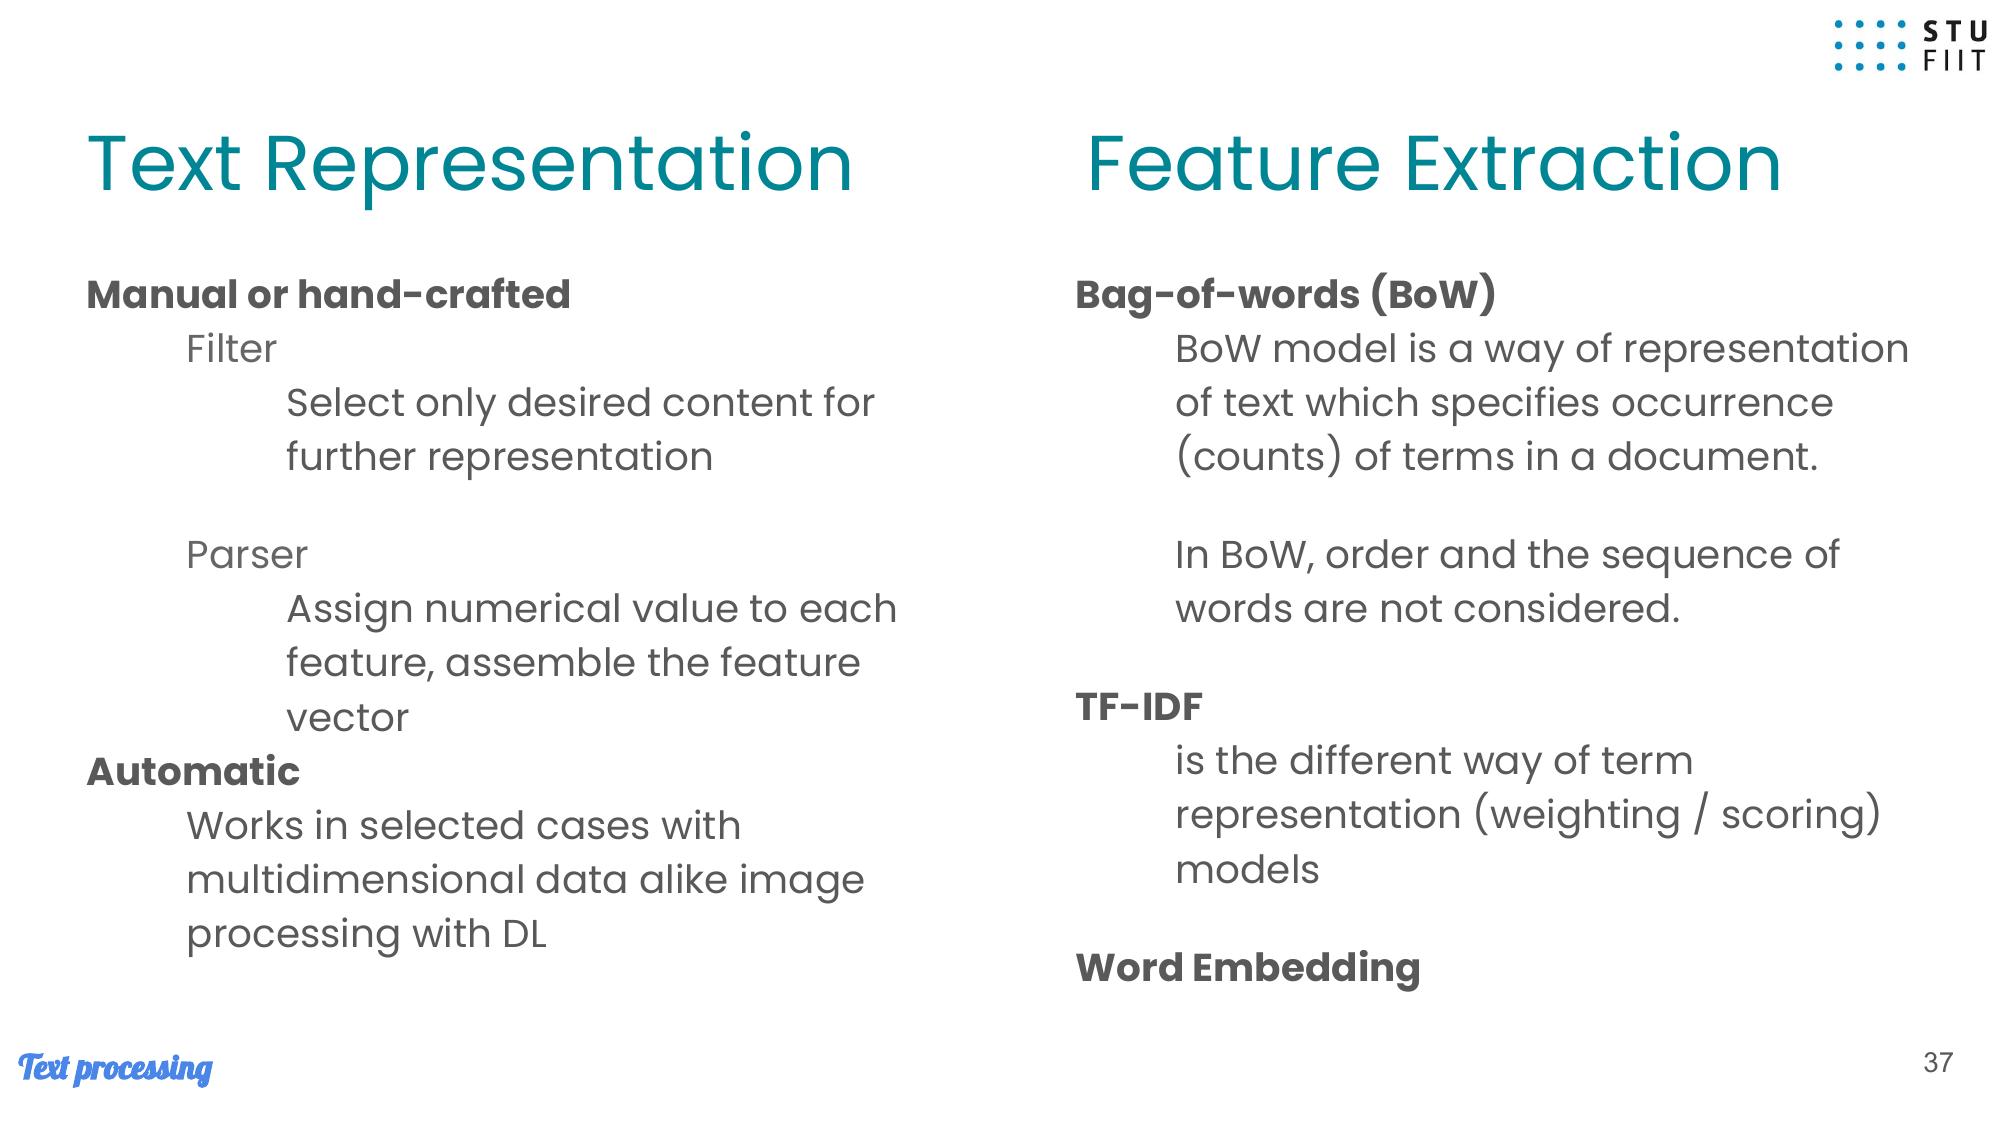 STU
FIIT
Text Representation
Manual or hand-crafted
Filter
Select only desired content for
further representation
Parser
Assign numerical value to each
feature, assemble the feature
vector
Automatic
Works in selected cases with
multidimensional data alike image
processing with DL
Feature Extraction
Bag-of-words (BoW)
BoW model is a way of representation
of text which specifies occurrence
(counts) of terms in a document.
In BoW, order and the sequence of
words are not considered.
TF-IDF
is the different way of term
representation (weighting / scoring)
models
Word Embedding
Text processing
37